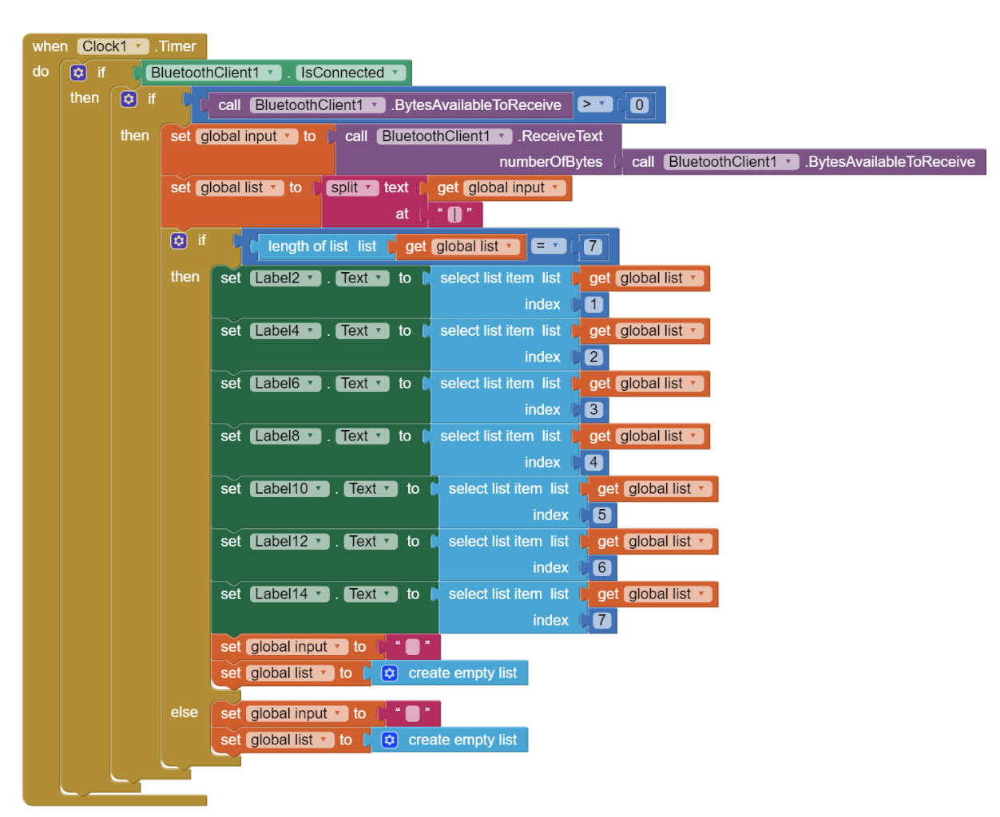 when Clock1 .Timer
do if BluetoothClient1 . IsConnected
then if call BluetoothClient1 .BytesAvailableToReceive > 0
then set global input to call BluetoothClient1 .ReceiveText
numberOfBytes call BluetoothClient1 .BytesAvailableToReceive
set global list to split text get global input
at “ | ”
if length of list list get global list = 7
then set Label2 . Text to select list item list get global list
index 1
set Label4 . Text to select list item list get global list
index 2
set Label6 . Text to select list item list get global list
index 3
set Label8 . Text to select list item list get global list
index 4
set Label10 . Text to select list item list get global list
index 5
set Label12 . Text to select list item list get global list
index 6
set Label14 . Text to select list item list get global list
index 7
set global input to “ ”
set global list to create empty list
else set global input to “ ”
set global list to create empty list